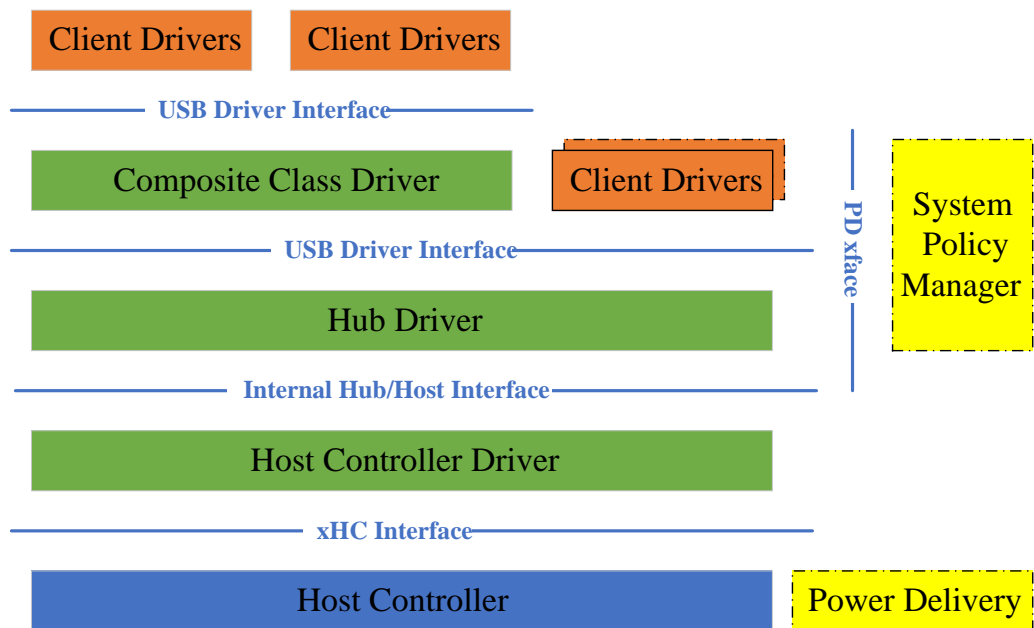 Client Drivers
Client Drivers
USB Driver Interface
Composite Class Driver
Client Drivers
PD xface
System
Policy
Manager
USB Driver Interface
Hub Driver
Internal Hub/Host Interface
Host Controller Driver
xHC Interface
Host Controller
Power Delivery